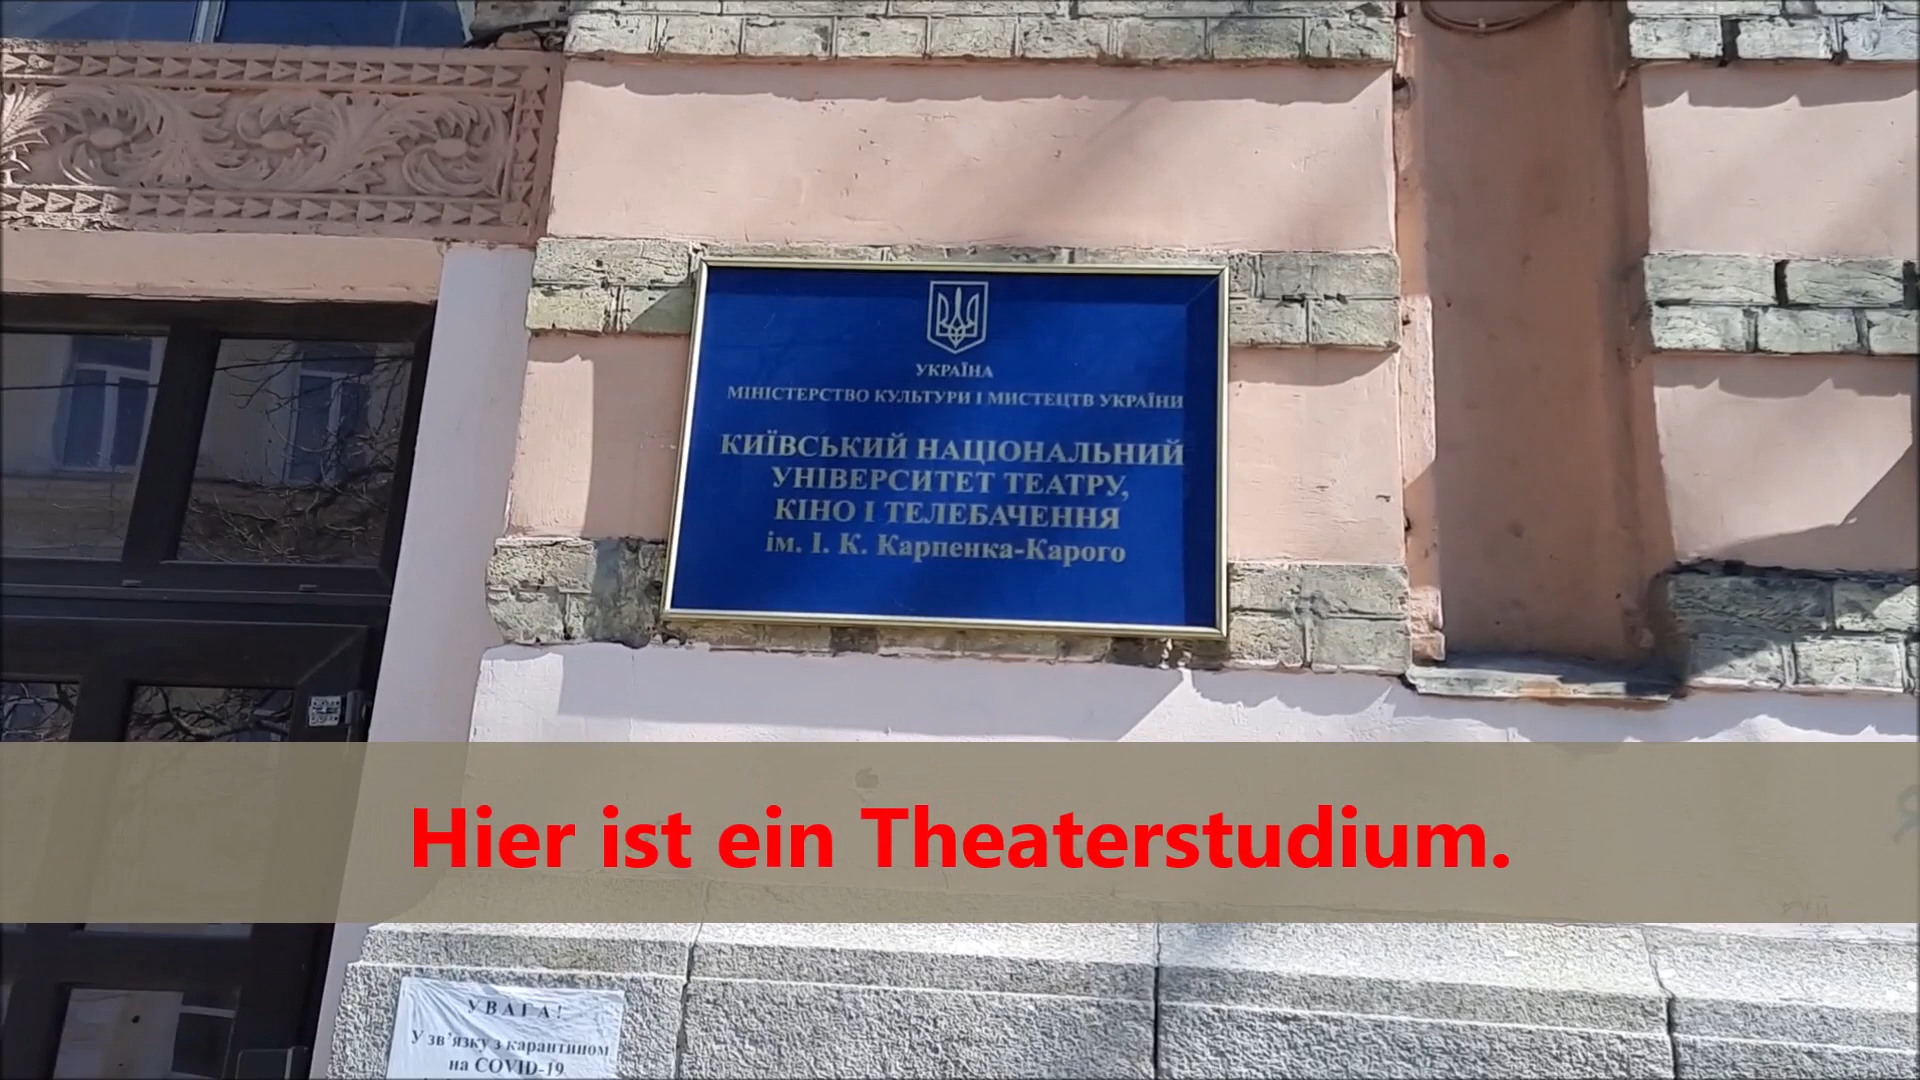 УКРАЇНА
МІНІСТЕРСТВО КУЛЬТУРИ І МИСТЕЦТВ УКРАЇНИ
КИЇВСЬКИЙ НАЦІОНАЛЬНИЙ
УНІВЕРСИТЕТ ТЕАТРУ,
КІНО І ТЕЛЕБАЧЕННЯ
ім. І. К. Карпенка-Карого
Hier ist ein Theaterstudium.
УВАГА!
У зв'язку з карантином
на COVID-19